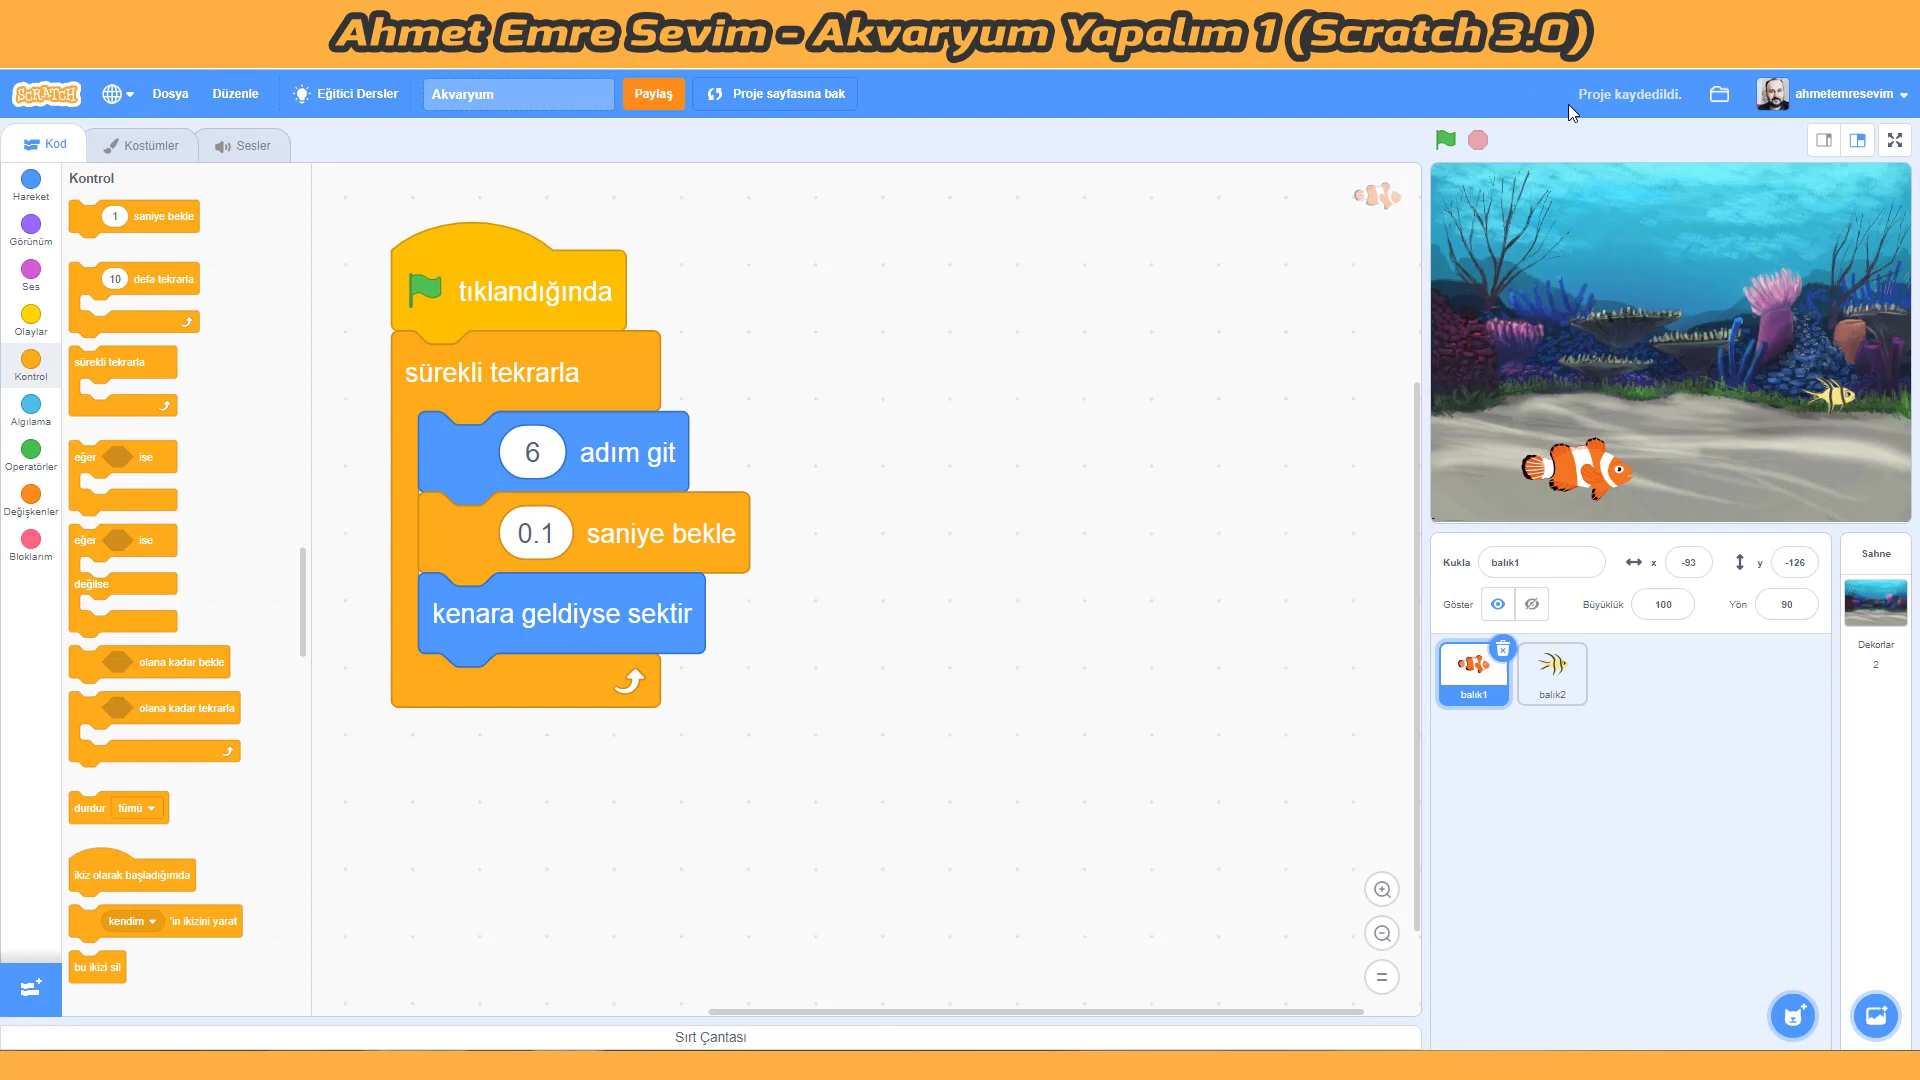 Ahmet Emre Sevim - Akvaryum Yapalım 1 (Scratch 3.0)
SCRATCH
Dosya
Düzenle
Eğitici Dersler
Akvaryum
Paylaş
Proje sayfasına bak
Proje kaydedildi.
ahmetemresevim
Kod
Kostümler
Sesler
Hareket
Görünüm
Ses
Olaylar
Kontrol
Algılama
Operatörler
Değişkenler
Bloklarım
Kontrol
1 saniye bekle
10 defa tekrarla
sürekli tekrarla
eğer ise
eğer ise
değilse
olana kadar bekle
olana kadar tekrarla
durdur tümü
ikiz olarak başladığımda
kendim 'in ikizini yarat
bu ikizi sil
tıklandığında
sürekli tekrarla
6 adım git
0.1 saniye bekle
kenara geldiyse sektir
Kukla balık1 x -93 y -126
Göster Büyüklük 100 Yön 90
balık1
balık2
Sahne
Dekorlar
2
Sırt Çantası